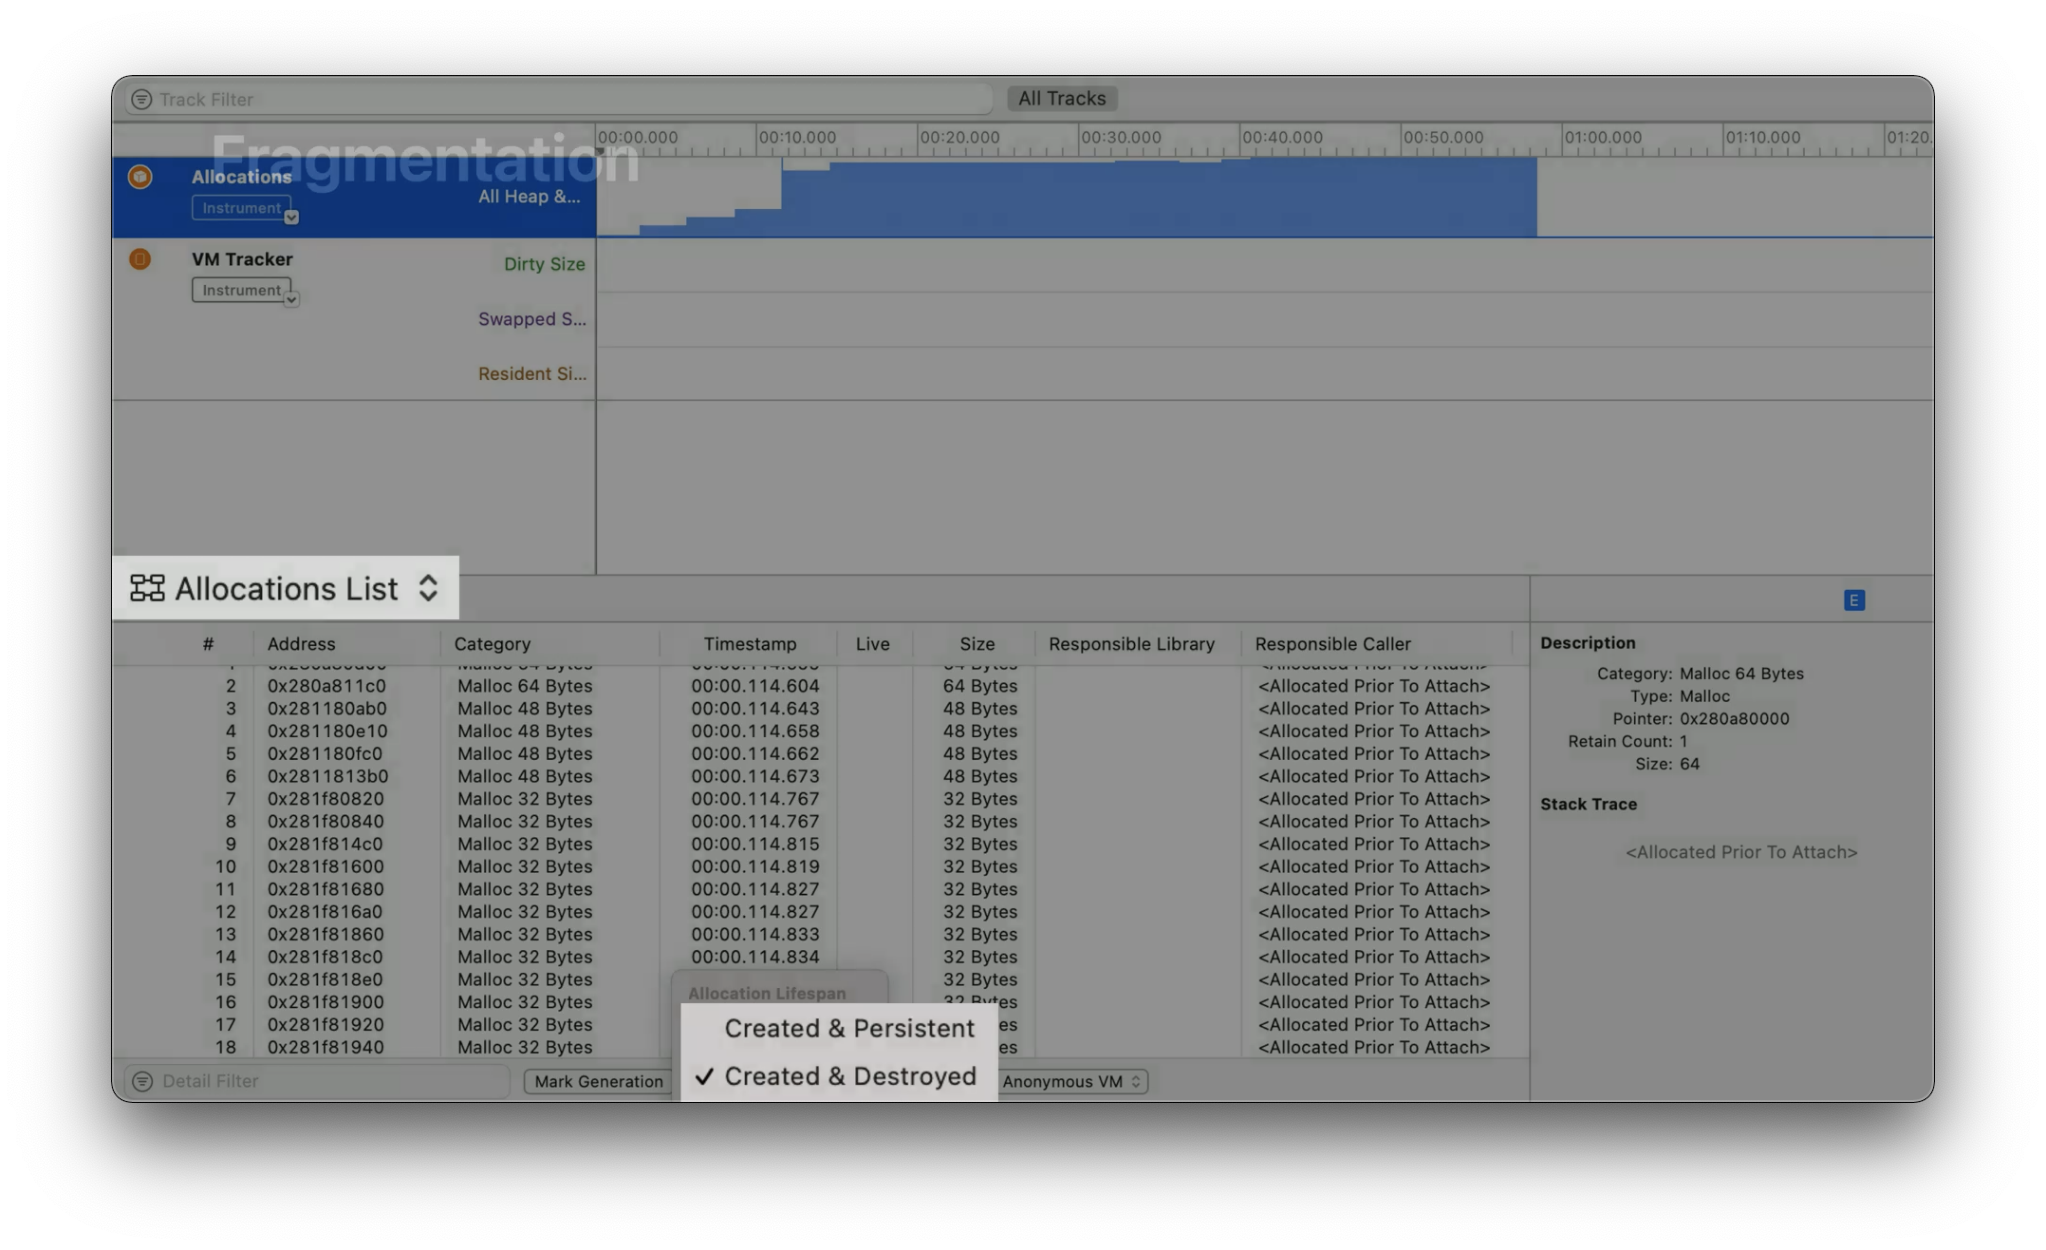 Track Filter
All Tracks
Fragmentation
00:00.000 00:10.000 00:20.000 00:30.000 00:40.000 00:50.000 01:00.000 01:10.000 01:20.
Allocations
Instrument
All Heap &...
VM Tracker
Instrument
Dirty Size
Swapped S...
Resident Si...
Allocations List
E
# Address Category Timestamp Live Size Responsible Library Responsible Caller
2 0x280a811c0 Malloc 64 Bytes 00:00.114.604 64 Bytes <Allocated Prior To Attach>
3 0x281180ab0 Malloc 48 Bytes 00:00.114.643 48 Bytes <Allocated Prior To Attach>
4 0x281180e10 Malloc 48 Bytes 00:00.114.658 48 Bytes <Allocated Prior To Attach>
5 0x281180fc0 Malloc 48 Bytes 00:00.114.662 48 Bytes <Allocated Prior To Attach>
6 0x2811813b0 Malloc 48 Bytes 00:00.114.673 48 Bytes <Allocated Prior To Attach>
7 0x281f80820 Malloc 32 Bytes 00:00.114.767 32 Bytes <Allocated Prior To Attach>
8 0x281f80840 Malloc 32 Bytes 00:00.114.767 32 Bytes <Allocated Prior To Attach>
9 0x281f814c0 Malloc 32 Bytes 00:00.114.815 32 Bytes <Allocated Prior To Attach>
10 0x281f81600 Malloc 32 Bytes 00:00.114.819 32 Bytes <Allocated Prior To Attach>
11 0x281f81680 Malloc 32 Bytes 00:00.114.827 32 Bytes <Allocated Prior To Attach>
12 0x281f816a0 Malloc 32 Bytes 00:00.114.827 32 Bytes <Allocated Prior To Attach>
13 0x281f81860 Malloc 32 Bytes 00:00.114.833 32 Bytes <Allocated Prior To Attach>
14 0x281f818c0 Malloc 32 Bytes 00:00.114.834 32 Bytes <Allocated Prior To Attach>
15 0x281f818e0 Malloc 32 Bytes 32 Bytes <Allocated Prior To Attach>
16 0x281f81900 Malloc 32 Bytes 32 Bytes <Allocated Prior To Attach>
17 0x281f81920 Malloc 32 Bytes es <Allocated Prior To Attach>
18 0x281f81940 Malloc 32 Bytes es <Allocated Prior To Attach>
Allocation Lifespan
Created & Persistent
Created & Destroyed
Detail Filter
Mark Generation
Anonymous VM
Description
Category: Malloc 64 Bytes
Type: Malloc
Pointer: 0x280a80000
Retain Count: 1
Size: 64
Stack Trace
<Allocated Prior To Attach>